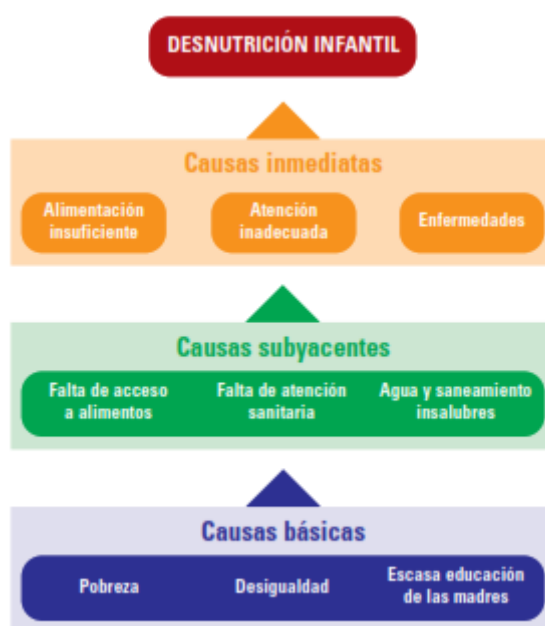 DESNUTRICIÓN INFANTIL
Causas inmediatas
Alimentación
insuficiente
Atención
inadecuada
Enfermedades
Causas subyacentes
Falta de acceso
a alimentos
Falta de atención
sanitaria
Agua y saneamiento
insalubres
Causas básicas
Pobreza
Desigualdad
Escasa educación
de las madres